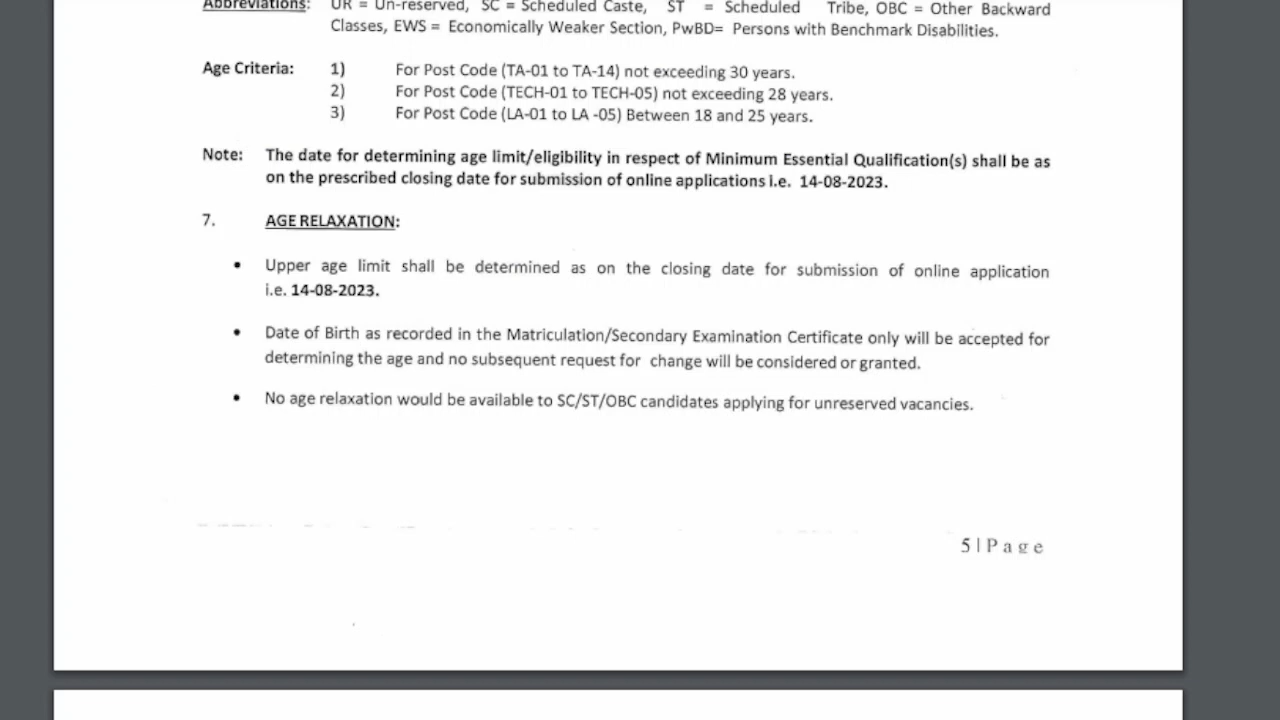 Abbreviations: UR = Un-reserved, SC = Scheduled Caste, ST = Scheduled Tribe, OBC = Other Backward
Classes, EWS = Economically Weaker Section, PwBD= Persons with Benchmark Disabilities.
Age Criteria: 1) For Post Code (TA-01 to TA-14) not exceeding 30 years.
2) For Post Code (TECH-01 to TECH-05) not exceeding 28 years.
3) For Post Code (LA-01 to LA -05) Between 18 and 25 years.
Note: The date for determining age limit/eligibility in respect of Minimum Essential Qualification(s) shall be as
on the prescribed closing date for submission of online applications i.e. 14-08-2023.
7. AGE RELAXATION:
• Upper age limit shall be determined as on the closing date for submission of online application
i.e. 14-08-2023.
• Date of Birth as recorded in the Matriculation/Secondary Examination Certificate only will be accepted for
determining the age and no subsequent request for change will be considered or granted.
• No age relaxation would be available to SC/ST/OBC candidates applying for unreserved vacancies.
5 | P a g e